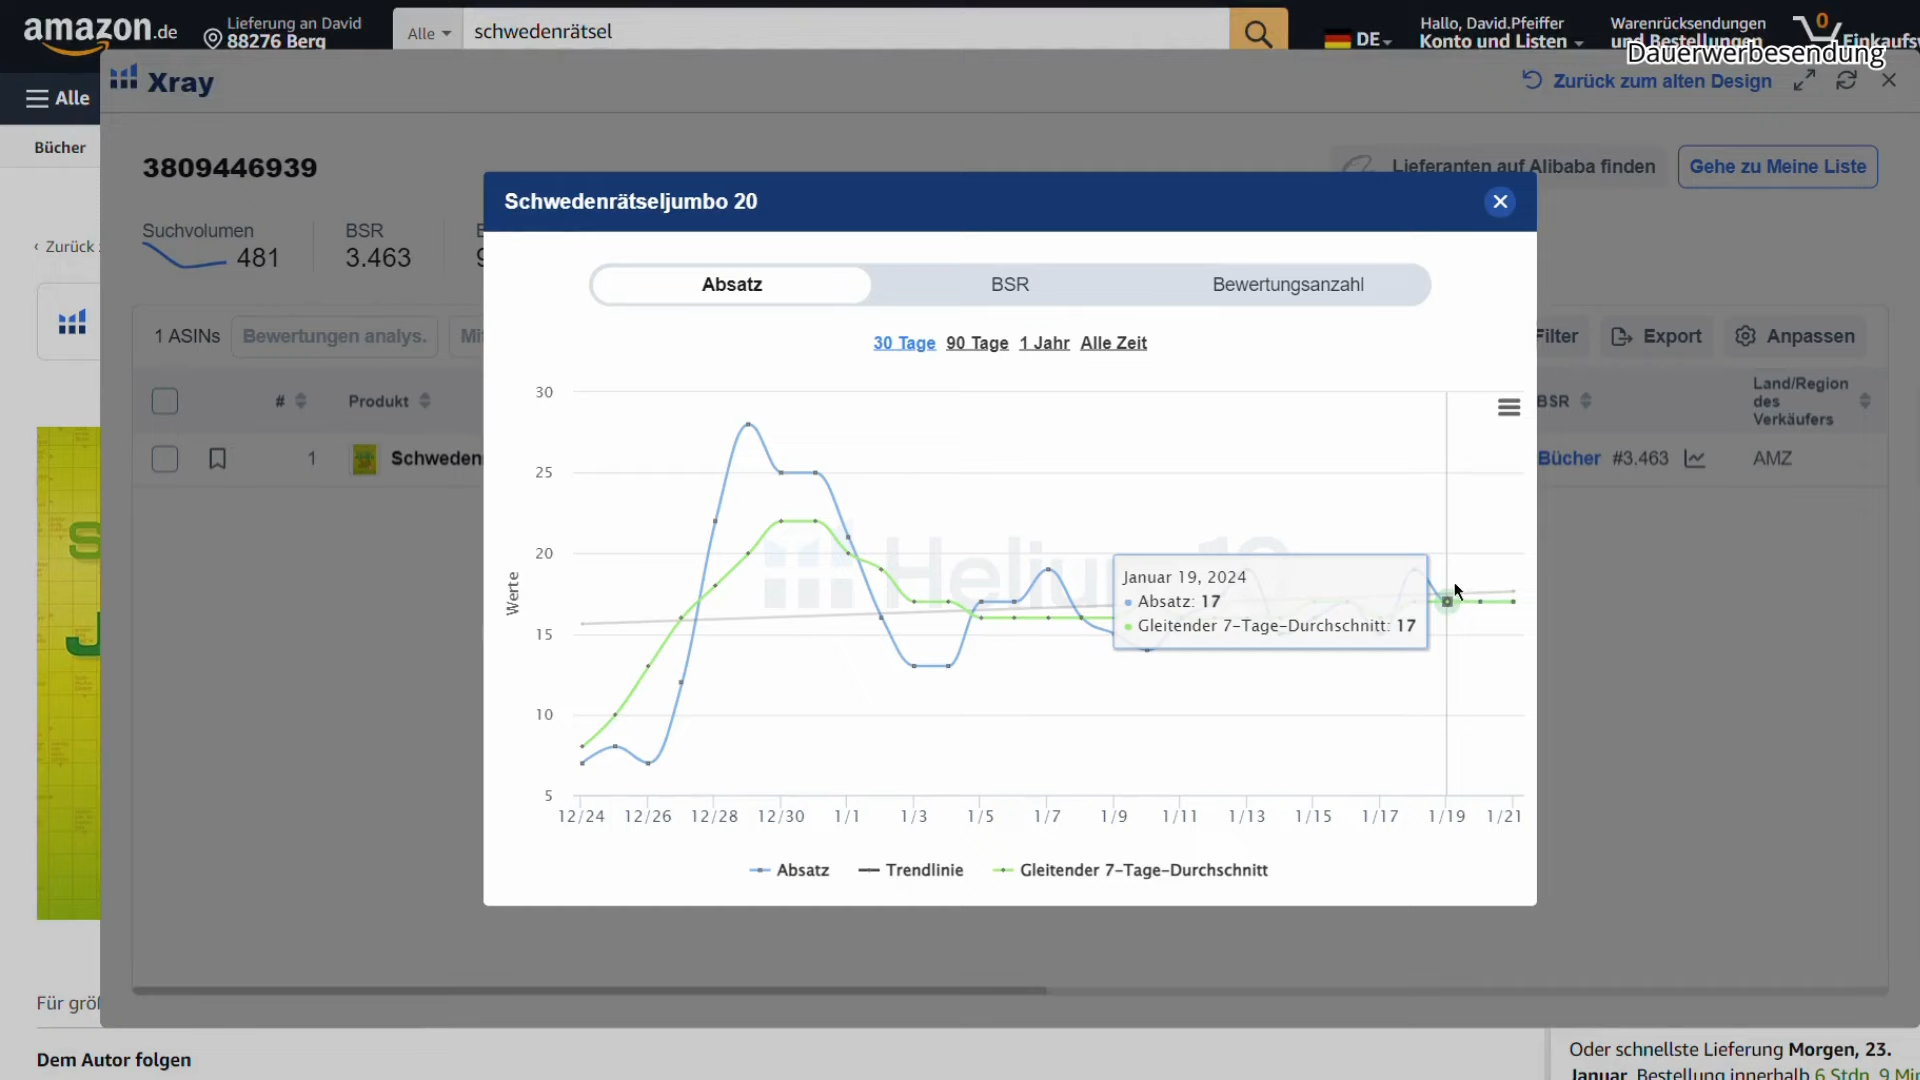 amazon.de
Lieferung an David
88276 Berg
Alle
schwedenrätsel
DE
Hallo, David.Pfeiffer
Konto und Listen
Warenrücksendungen
und Bestellungen
0
Einkaufs
Dauerwerbesendung
Alle
Xray
Zurück zum alten Design
Bücher
3809446939
Lieferanten auf Alibaba finden
Gehe zu Meine Liste
Schwedenrätseljumbo 20
Suchvolumen
481
BSR
3.463
‹ Zurück
Absatz
BSR
Bewertungsanzahl
1 ASINs
Bewertungen analys.
Filter
Export
Anpassen
30 Tage 90 Tage 1 Jahr Alle Zeit
#
Produkt
BSR
Land/Region
des
Verkäufers
1
Schweden
Bücher #3.463
AMZ
Helium 10
Werte
30
25
20
15
10
5
Januar 19, 2024
Absatz: 17
Gleitender 7-Tage-Durchschnitt: 17
12/24 12/26 12/28 12/30 1/1 1/3 1/5 1/7 1/9 1/11 1/13 1/15 1/17 1/19 1/21
Absatz
Trendlinie
Gleitender 7-Tage-Durchschnitt
S
J
Für grö
Dem Autor folgen
Oder schnellste Lieferung Morgen, 23.
Januar. Bestellung innerhalb 6 Stdn. 9 Min